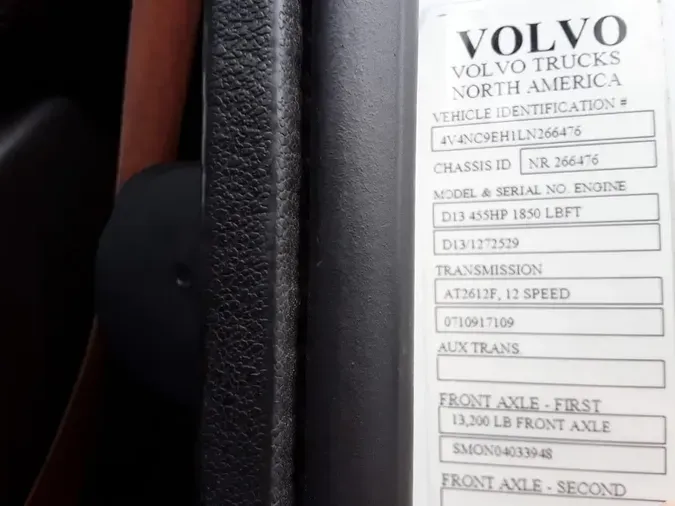 VOLVO
VOLVO TRUCKS
NORTH AMERICA
VEHICLE IDENTIFICATION #
4V4NC9EH1LN266476
CHASSIS ID NR 266476
MODEL & SERIAL NO. ENGINE
D13 455HP 1850 LBFT
D13/1272529
TRANSMISSION
AT2612F, 12 SPEED
0710917109
AUX TRANS.
FRONT AXLE - FIRST
13,200 LB FRONT AXLE
SMON04033948
FRONT AXLE - SECOND